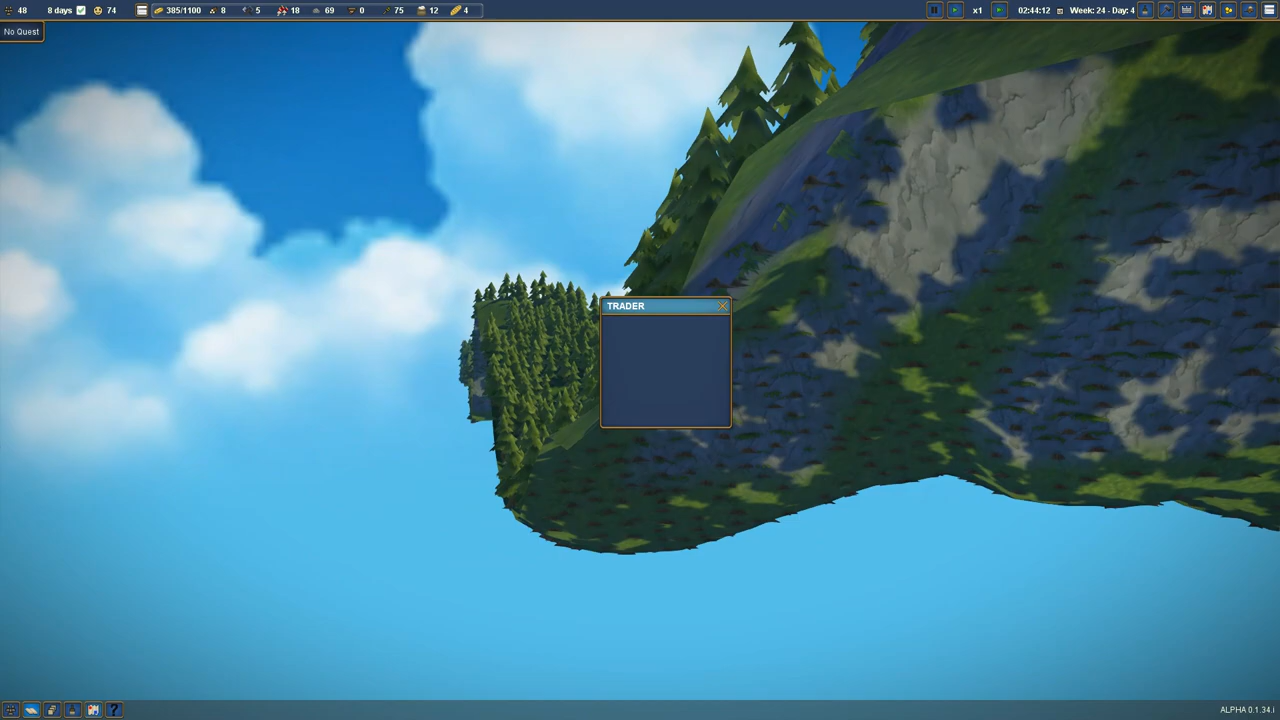 48 8 days 74 385/1100 8 5 18 69 0 75 12 4 x1 02:44:12 Week: 24 - Day: 4
No Quest
TRADER
ALPHA 0.1.34.i